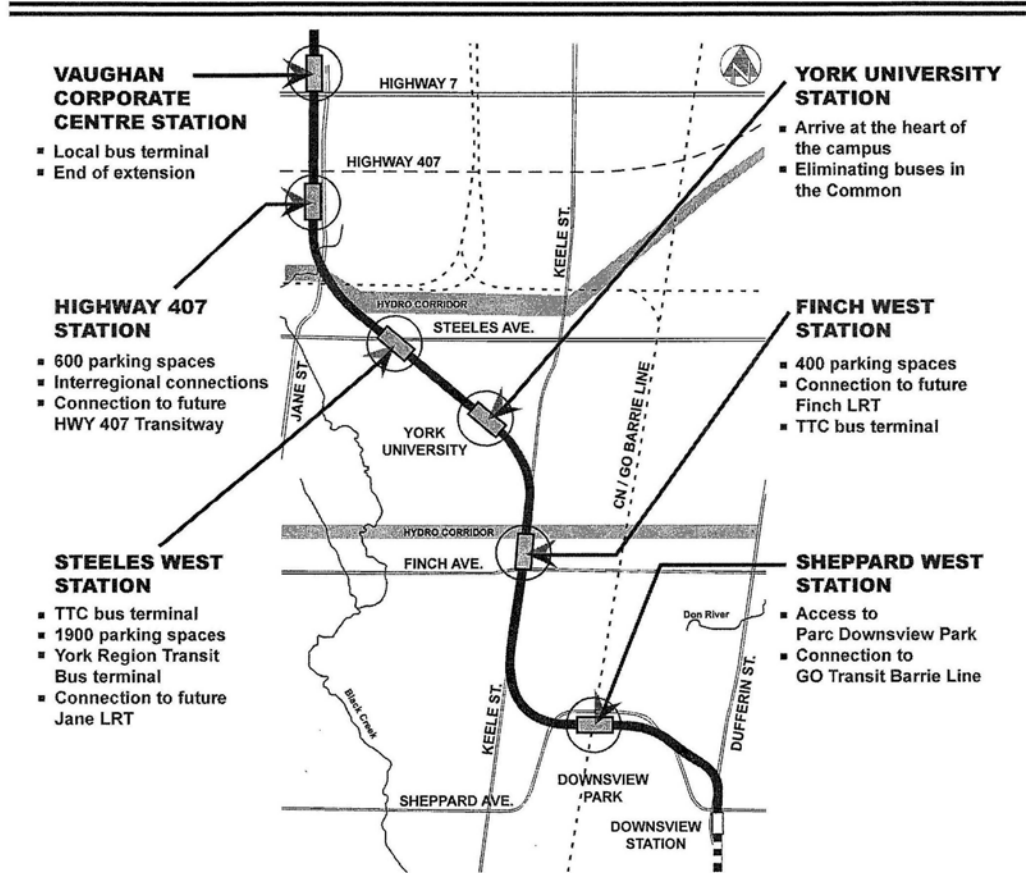 VAUGHAN
CORPORATE
CENTRE STATION
▪ Local bus terminal
▪ End of extension
HIGHWAY 407
STATION
▪ 600 parking spaces
▪ Interregional connections
▪ Connection to future
HWY 407 Transitway
STEELES WEST
STATION
▪ TTC bus terminal
▪ 1900 parking spaces
▪ York Region Transit
Bus terminal
▪ Connection to future
Jane LRT
HIGHWAY 7
HIGHWAY 407
KEELE ST.
HYDRO CORRIDOR
STEELES AVE.
JANE ST.
YORK
UNIVERSITY
CN / GO BARRIE LINE
HYDRO CORRIDOR
FINCH AVE.
Don River
Black Creek
KEELE ST.
DUFFERIN ST.
DOWNSVIEW
PARK
SHEPPARD AVE.
DOWNSVIEW
STATION
N
YORK UNIVERSITY
STATION
▪ Arrive at the heart of
the campus
▪ Eliminating buses in
the Common
FINCH WEST
STATION
▪ 400 parking spaces
▪ Connection to future
Finch LRT
▪ TTC bus terminal
SHEPPARD WEST
STATION
▪ Access to
Parc Downsview Park
▪ Connection to
GO Transit Barrie Line